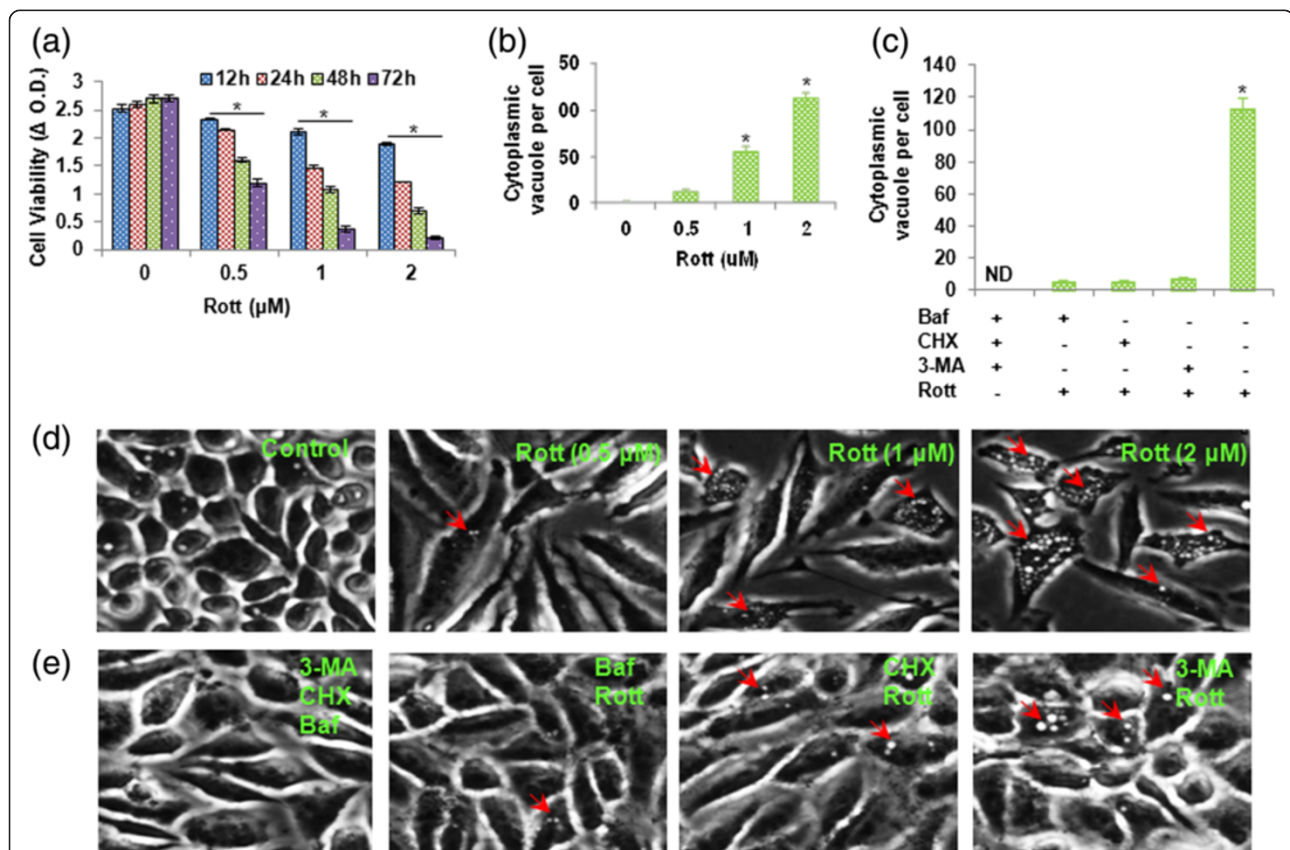 (a)
Cell Viability (Δ O.D.)
3
2.5
2
1.5
1
0.5
0
12h 24h 48h 72h
* * *
0 0.5 1 2
Rott (µM)
(b)
Cytoplasmic
vacuole per cell
50
00
50
0
* *
0 0.5 1 2
Rott (uM)
(c)
Cytoplasmic
vacuole per cell
140
120
100
80
60
40
20
0
ND
*
Baf + + - - -
CHX + - + - -
3-MA + - - + -
Rott - + + + +
(d)
Control
Rott (0.5 µM)
Rott (1 µM)
Rott (2 µM)
(e)
3-MA
CHX
Baf
Baf
Rott
CHX
Rott
3-MA
Rott